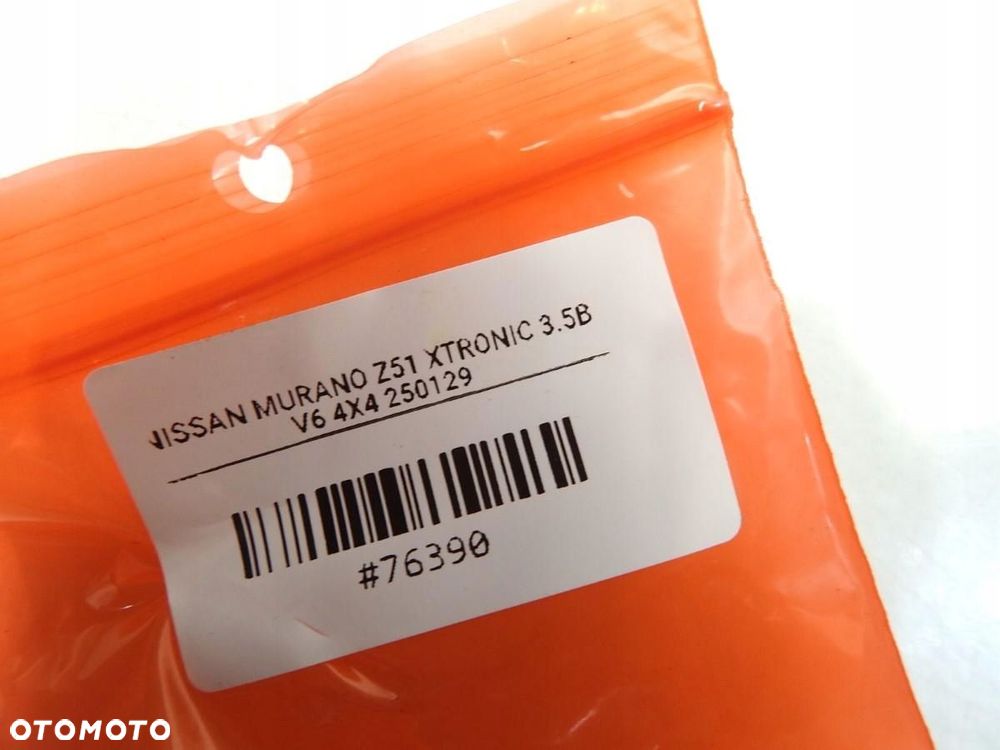 NISSAN MURANO Z51 XTRONIC 3.5B
V6 4X4 250129
#76390
OTOMOTO